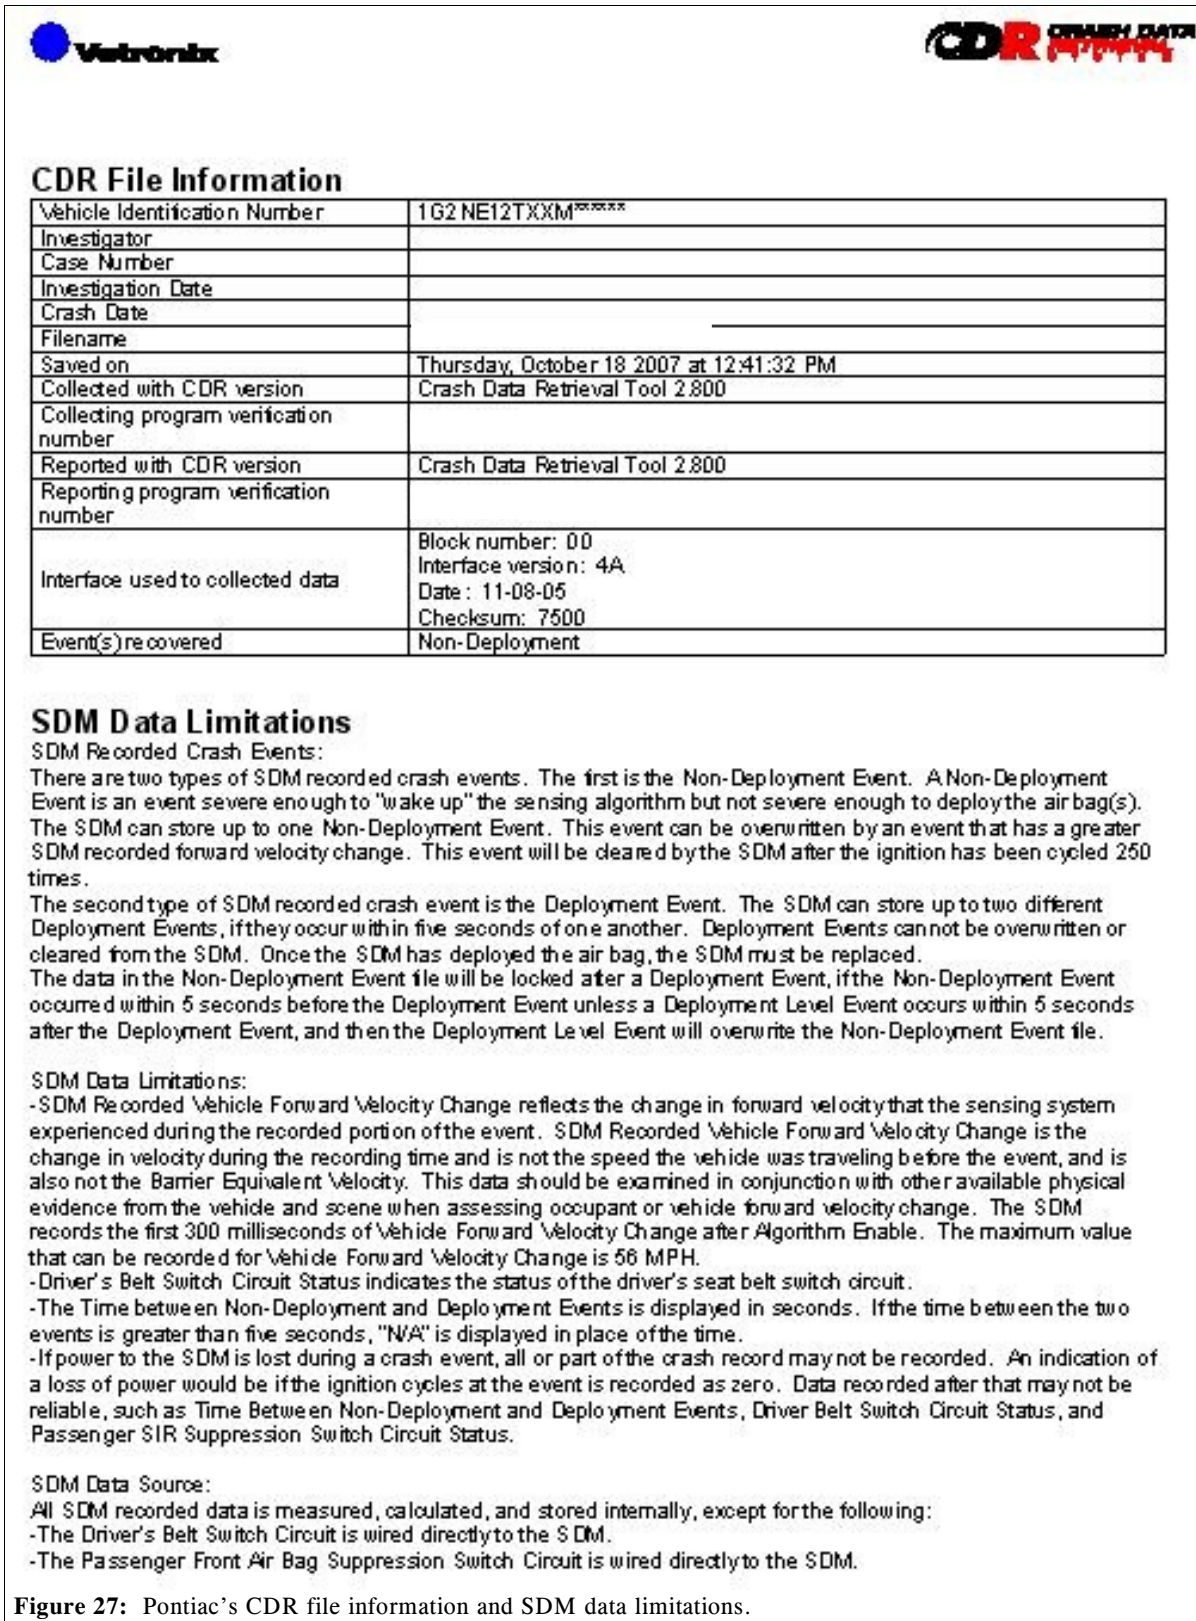 Vetronix
CDR CRASH DATA
RETRIEVAL
CDR File Information
Vehicle Identification Number 1G2NE12TXXM******
Investigator
Case Number
Investigation Date
Crash Date
Filename
Saved on Thursday, October 18 2007 at 12:41:32 PM
Collected with CDR version Crash Data Retrieval Tool 2.800
Collecting program verification
number
Reported with CDR version Crash Data Retrieval Tool 2.800
Reporting program verification
number
Interface used to collected data
Block number: 00
Interface version: 4A
Date: 11-08-05
Checksum: 7500
Event(s) recovered Non-Deployment
SDM Data Limitations
SDM Recorded Crash Events:
There are two types of SDM recorded crash events. The first is the Non-Deployment Event. A Non-Deployment
Event is an event severe enough to "wake up" the sensing algorithm but not severe enough to deploy the air bag(s).
The SDM can store up to one Non-Deployment Event. This event can be overwritten by an event that has a greater
SDM recorded forward velocity change. This event will be cleared by the SDM after the ignition has been cycled 250
times.
The second type of SDM recorded crash event is the Deployment Event. The SDM can store up to two different
Deployment Events, if they occur within five seconds of one another. Deployment Events cannot be overwritten or
cleared from the SDM. Once the SDM has deployed the air bag, the SDM must be replaced.
The data in the Non-Deployment Event file will be locked after a Deployment Event, if the Non-Deployment Event
occurred within 5 seconds before the Deployment Event unless a Deployment Level Event occurs within 5 seconds
after the Deployment Event, and then the Deployment Level Event will overwrite the Non-Deployment Event file.
SDM Data Limitations:
-SDM Recorded Vehicle Forward Velocity Change reflects the change in forward velocity that the sensing system
experienced during the recorded portion of the event. SDM Recorded Vehicle Forward Velocity Change is the
change in velocity during the recording time and is not the speed the vehicle was traveling before the event, and is
also not the Barrier Equivalent Velocity. This data should be examined in conjunction with other available physical
evidence from the vehicle and scene when assessing occupant or vehicle forward velocity change. The SDM
records the first 300 milliseconds of Vehicle Forward Velocity Change after Algorithm Enable. The maximum value
that can be recorded for Vehicle Forward Velocity Change is 56 MPH.
-Driver's Belt Switch Circuit Status indicates the status of the driver's seat belt switch circuit.
-The Time between Non-Deployment and Deployment Events is displayed in seconds. If the time between the two
events is greater than five seconds, "N/A" is displayed in place of the time.
-If power to the SDM is lost during a crash event, all or part of the crash record may not be recorded. An indication of
a loss of power would be if the ignition cycles at the event is recorded as zero. Data recorded after that may not be
reliable, such as Time Between Non-Deployment and Deployment Events, Driver Belt Switch Circuit Status, and
Passenger SIR Suppression Switch Circuit Status.
SDM Data Source:
All SDM recorded data is measured, calculated, and stored internally, except for the following:
-The Driver's Belt Switch Circuit is wired directly to the SDM.
-The Passenger Front Air Bag Suppression Switch Circuit is wired directly to the SDM.
Figure 27: Pontiac's CDR file information and SDM data limitations.